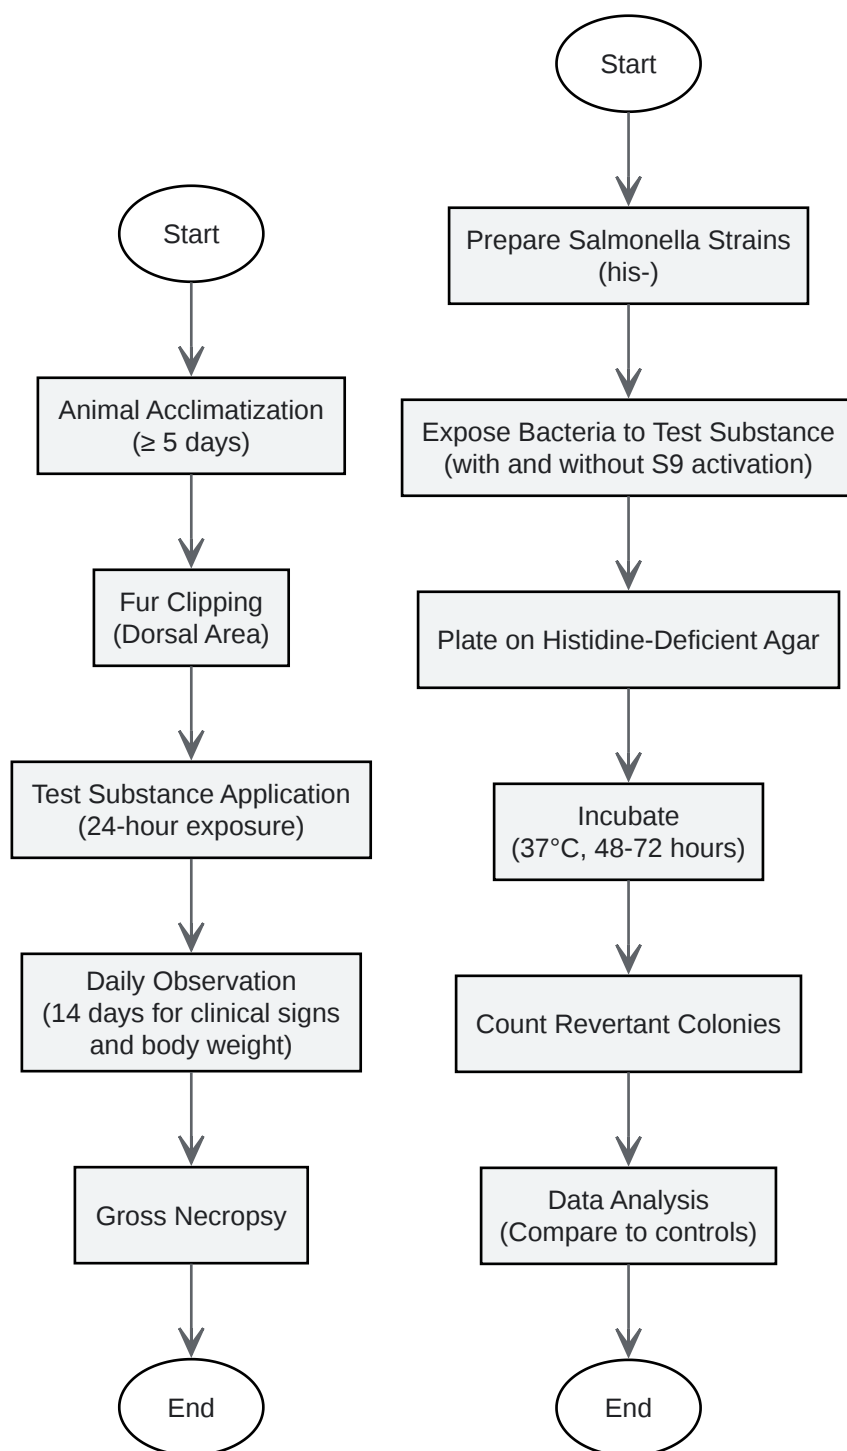 Start
Animal Acclimatization
(≥ 5 days)
Fur Clipping
(Dorsal Area)
Test Substance Application
(24-hour exposure)
Daily Observation
(14 days for clinical signs
and body weight)
Gross Necropsy
End
Start
Prepare Salmonella Strains
(his-)
Expose Bacteria to Test Substance
(with and without S9 activation)
Plate on Histidine-Deficient Agar
Incubate
(37°C, 48-72 hours)
Count Revertant Colonies
Data Analysis
(Compare to controls)
End